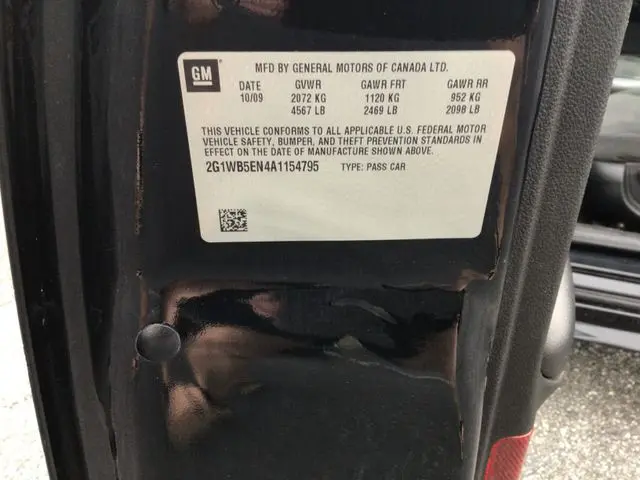 GM
MFD BY GENERAL MOTORS OF CANADA LTD.
DATE GVWR GAWR FRT GAWR RR
10/09 2072 KG 1120 KG 952 KG
4567 LB 2469 LB 2098 LB
THIS VEHICLE CONFORMS TO ALL APPLICABLE U.S. FEDERAL MOTOR
VEHICLE SAFETY, BUMPER, AND THEFT PREVENTION STANDARDS IN
EFFECT ON THE DATE OF MANUFACTURE SHOWN ABOVE.
2G1WB5EN4A1154795 TYPE: PASS CAR